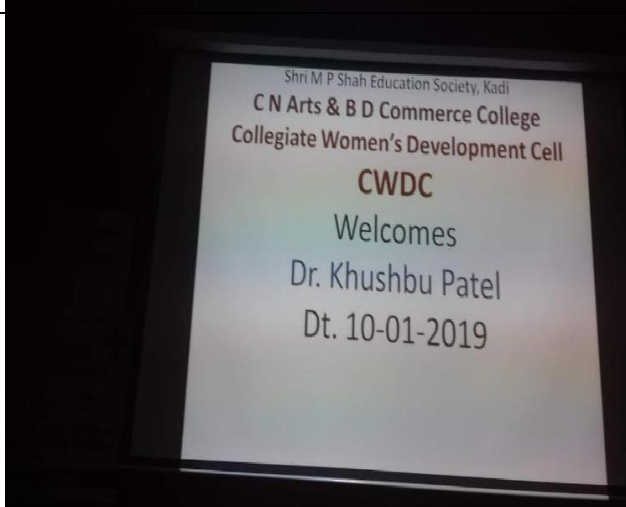 Shri M P Shah Education Society, Kadi
C N Arts & B D Commerce College
Collegiate Women's Development Cell
CWDC
Welcomes
Dr. Khushbu Patel
Dt. 10-01-2019